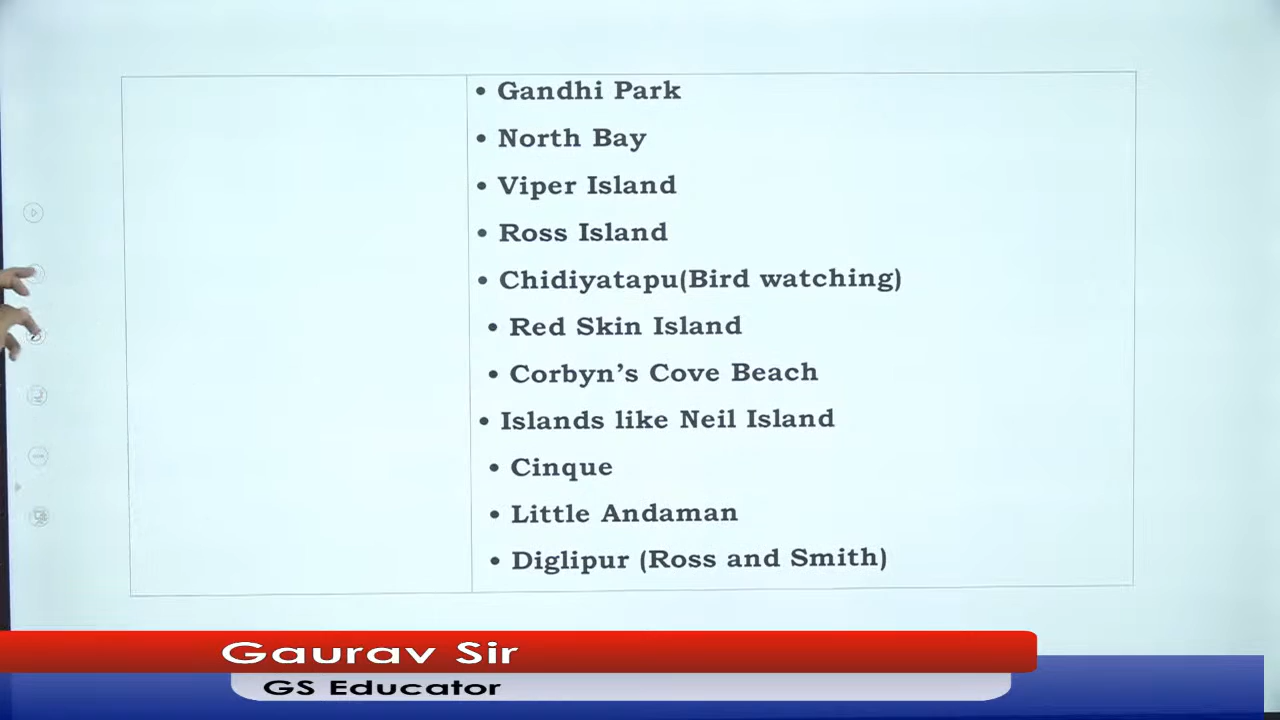 • Gandhi Park
• North Bay
• Viper Island
• Ross Island
• Chidiyatapu(Bird watching)
• Red Skin Island
• Corbyn’s Cove Beach
• Islands like Neil Island
• Cinque
• Little Andaman
• Diglipur (Ross and Smith)
Gaurav Sir
GS Educator